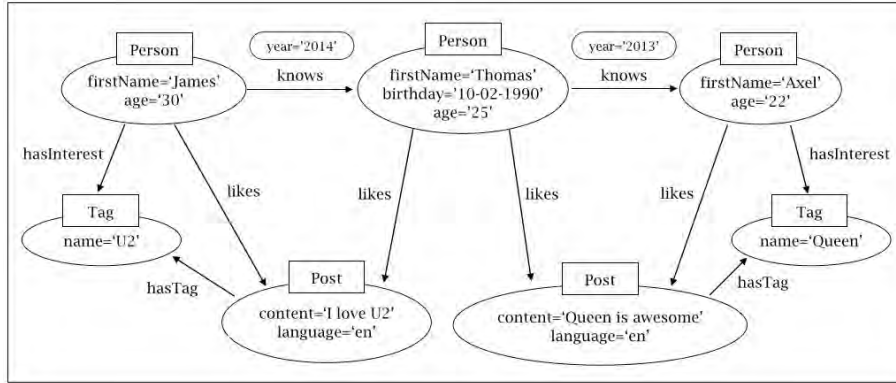 Person
year='2014'
Person
year='2013'
Person
firstName='James'
age='30'
knows
firstName='Thomas'
birthday='10-02-1990'
age='25'
knows
firstName='Axel'
age='22'
hasInterest
likes
likes
likes
likes
hasInterest
Tag
name='U2'
Tag
name='Queen'
hasTag
Post
content='I love U2'
language='en'
Post
content='Queen is awesome'
language='en'
hasTag